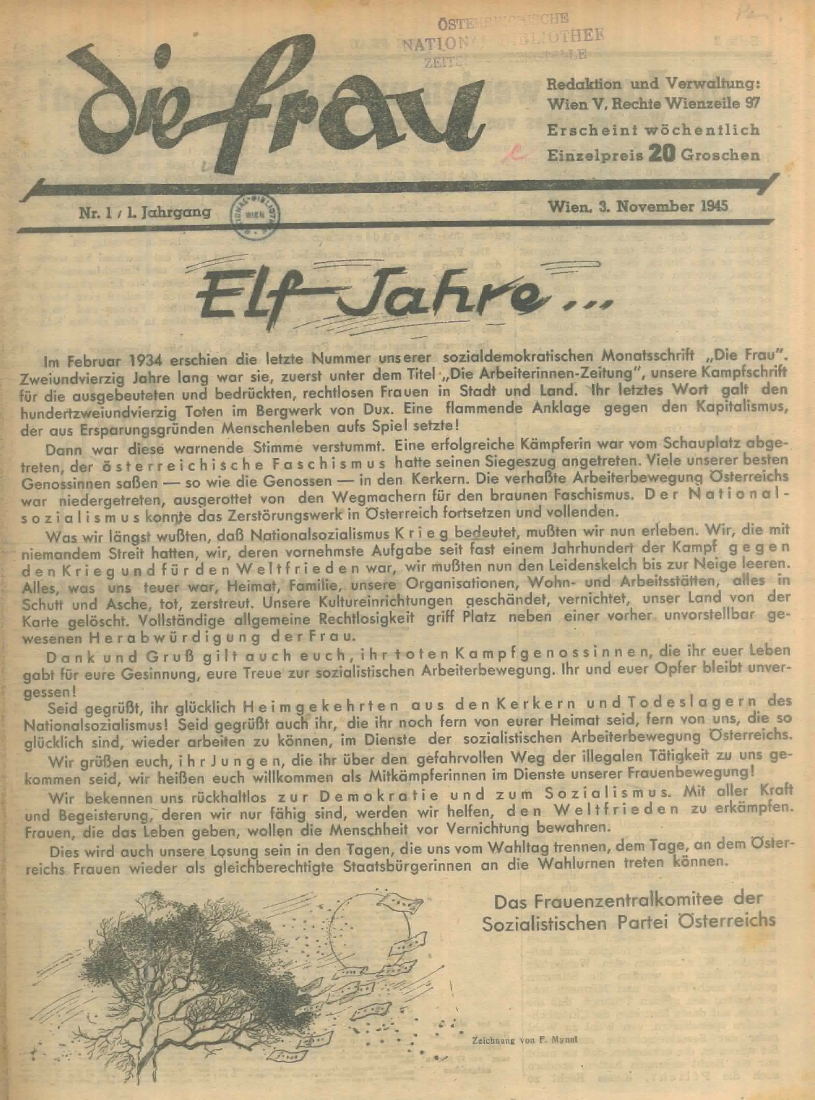 ÖSTERREICHISCHE
NATIONALBIBLIOTHEK
die frau
Redaktion und Verwaltung:
Wien V, Rechte Wienzeile 97
Erscheint wöchentlich
Einzelpreis 20 Groschen
Nr. 1 / 1. Jahrgang
Wien, 3. November 1945
Elf Jahre...
Im Februar 1934 erschien die letzte Nummer unserer sozialdemokratischen Monatsschrift „Die Frau".
Zweiundvierzig Jahre lang war sie, zuerst unter dem Titel „Die Arbeiterinnen-Zeitung", unsere Kampfschrift
für die ausgebeuteten und bedrückten, rechtlosen Frauen in Stadt und Land. Ihr letztes Wort galt den
hundertzweiundvierzig Toten im Bergwerk von Dux. Eine flammende Anklage gegen den Kapitalismus,
der aus Ersparungsgründen Menschenleben aufs Spiel setzte!
Dann war diese warnende Stimme verstummt. Eine erfolgreiche Kämpferin war vom Schauplatz abge-
treten, der österreichische Faschismus hatte seinen Siegeszug angetreten. Viele unserer besten
Genossinnen saßen — so wie die Genossen — in den Kerkern. Die verhaßte Arbeiterbewegung Österreichs
war niedergetreten, ausgerottet von den Wegmachern für den braunen Faschismus. Der National-
sozialismus konnte das Zerstörungswerk in Österreich fortsetzen und vollenden.
Was wir längst wußten, daß Nationalsozialismus Krieg bedeutet, mußten wir nun erleben. Wir, die mit
niemandem Streit hatten, wir, deren vornehmste Aufgabe seit fast einem Jahrhundert der Kampf gegen
den Krieg und für den Weltfrieden war, wir mußten nun den Leidenskelch bis zur Neige leeren.
Alles, was uns teuer war, Heimat, Familie, unsere Organisationen, Wohn- und Arbeitsstätten, alles in
Schutt und Asche, tot, zerstreut. Unsere Kultureinrichtungen geschändet, vernichtet, unser Land von der
Karte gelöscht. Vollständige allgemeine Rechtlosigkeit griff Platz neben einer vorher unvorstellbar ge-
wesenen Herabwürdigung der Frau.
Dank und Gruß gilt auch euch, ihr toten Kampfgenossinnen, die ihr euer Leben
gabt für eure Gesinnung, eure Treue zur sozialistischen Arbeiterbewegung. Ihr und euer Opfer bleibt unver-
gessen!
Seid gegrüßt, ihr glücklich Heimgekehrten aus den Kerkern und Todeslagern des
Nationalsozialismus! Seid gegrüßt auch ihr, die ihr noch fern von eurer Heimat seid, fern von uns, die so
glücklich sind, wieder arbeiten zu können, im Dienste der sozialistischen Arbeiterbewegung Österreichs.
Wir grüßen euch, ihr Jungen, die ihr über den gefahrvollen Weg der illegalen Tätigkeit zu uns ge-
kommen seid, wir heißen euch willkommen als Mitkämpferinnen im Dienste unserer Frauenbewegung!
Wir bekennen uns rückhaltlos zur Demokratie und zum Sozialismus. Mit aller Kraft
und Begeisterung, deren wir nur fähig sind, werden wir helfen, den Weltfrieden zu erkämpfen.
Frauen, die das Leben geben, wollen die Menschheit vor Vernichtung bewahren.
Dies wird auch unsere Losung sein in den Tagen, die uns vom Wahltag trennen, dem Tage, an dem Öster-
reichs Frauen wieder als gleichberechtigte Staatsbürgerinnen an die Wahlurnen treten können.
Das Frauenzentralkomitee der
Sozialistischen Partei Österreichs
Zeichnung von F.